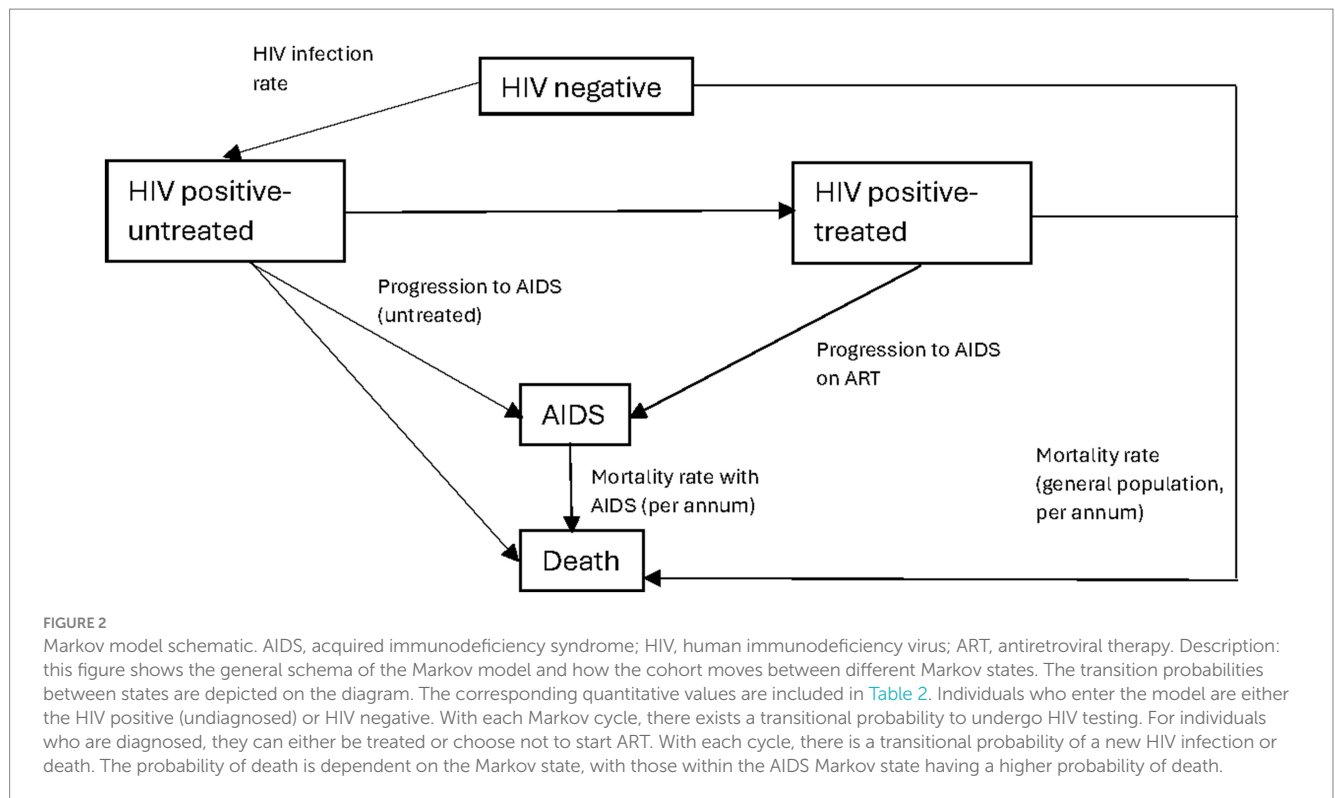 HIV infection
rate
HIV negative
HIV positive-
untreated
HIV positive-
treated
Progression to AIDS
(untreated)
Progression to AIDS
on ART
AIDS
Mortality rate with
AIDS (per annum)
Mortality rate
(general population,
per annum)
Death
FIGURE 2
Markov model schematic. AIDS, acquired immunodeficiency syndrome; HIV, human immunodeficiency virus; ART, antiretroviral therapy. Description:
this figure shows the general schema of the Markov model and how the cohort moves between different Markov states. The transition probabilities
between states are depicted on the diagram. The corresponding quantitative values are included in Table 2. Individuals who enter the model are either
the HIV positive (undiagnosed) or HIV negative. With each Markov cycle, there exists a transitional probability to undergo HIV testing. For individuals
who are diagnosed, they can either be treated or choose not to start ART. With each cycle, there is a transitional probability of a new HIV infection or
death. The probability of death is dependent on the Markov state, with those within the AIDS Markov state having a higher probability of death.